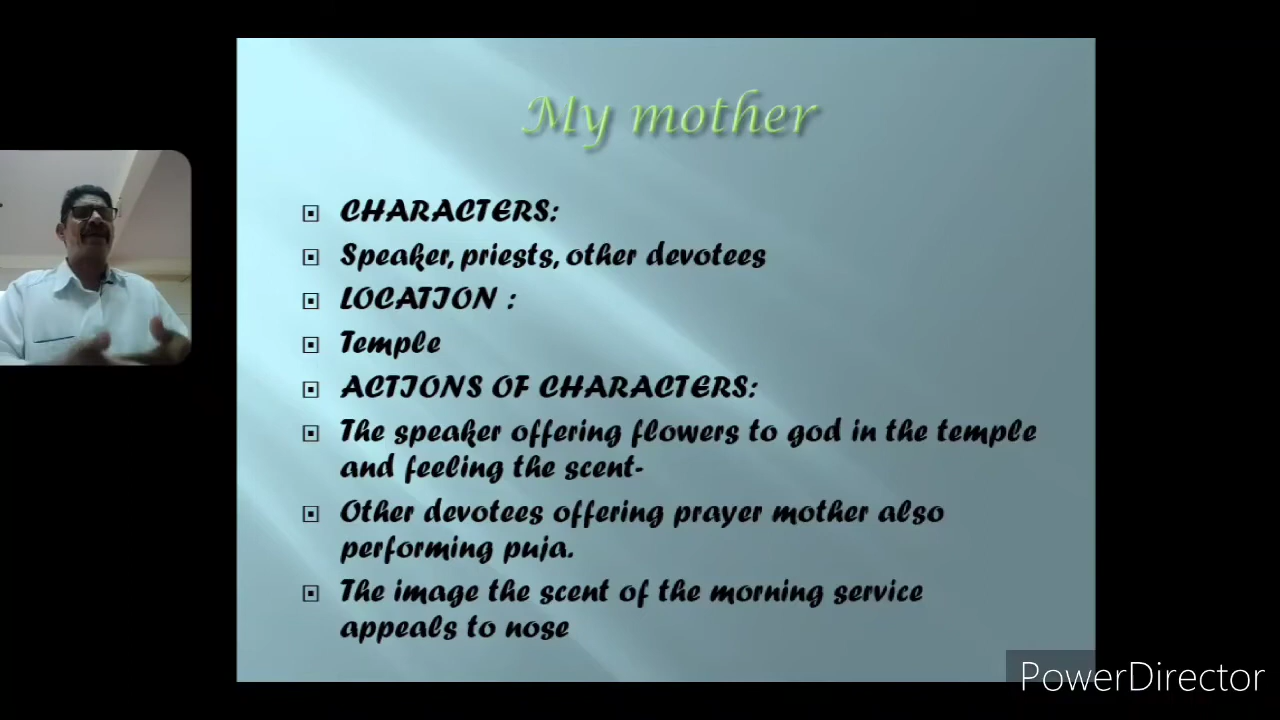 My mother
CHARACTERS:
Speaker, priests, other devotees
LOCATION :
Temple
ACTIONS OF CHARACTERS:
The speaker offering flowers to god in the temple
and feeling the scent-
Other devotees offering prayer mother also
performing puja.
The image the scent of the morning service
appeals to nose
PowerDirector